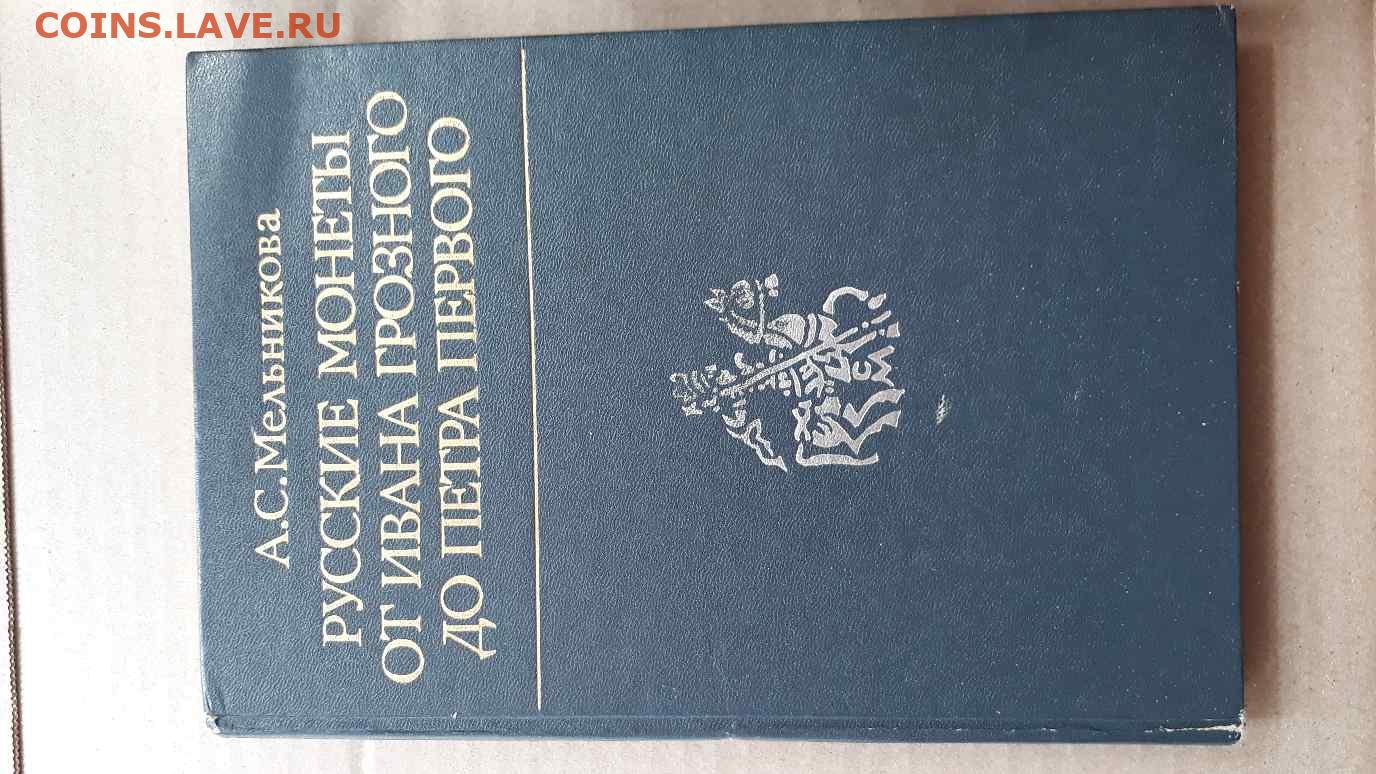 COINS.LAVE.RU
А.С.Мельникова
РУССКИЕ МОНЕТЫ
ОТ ИВАНА ГРОЗНОГО
ДО ПЕТРА ПЕРВОГО